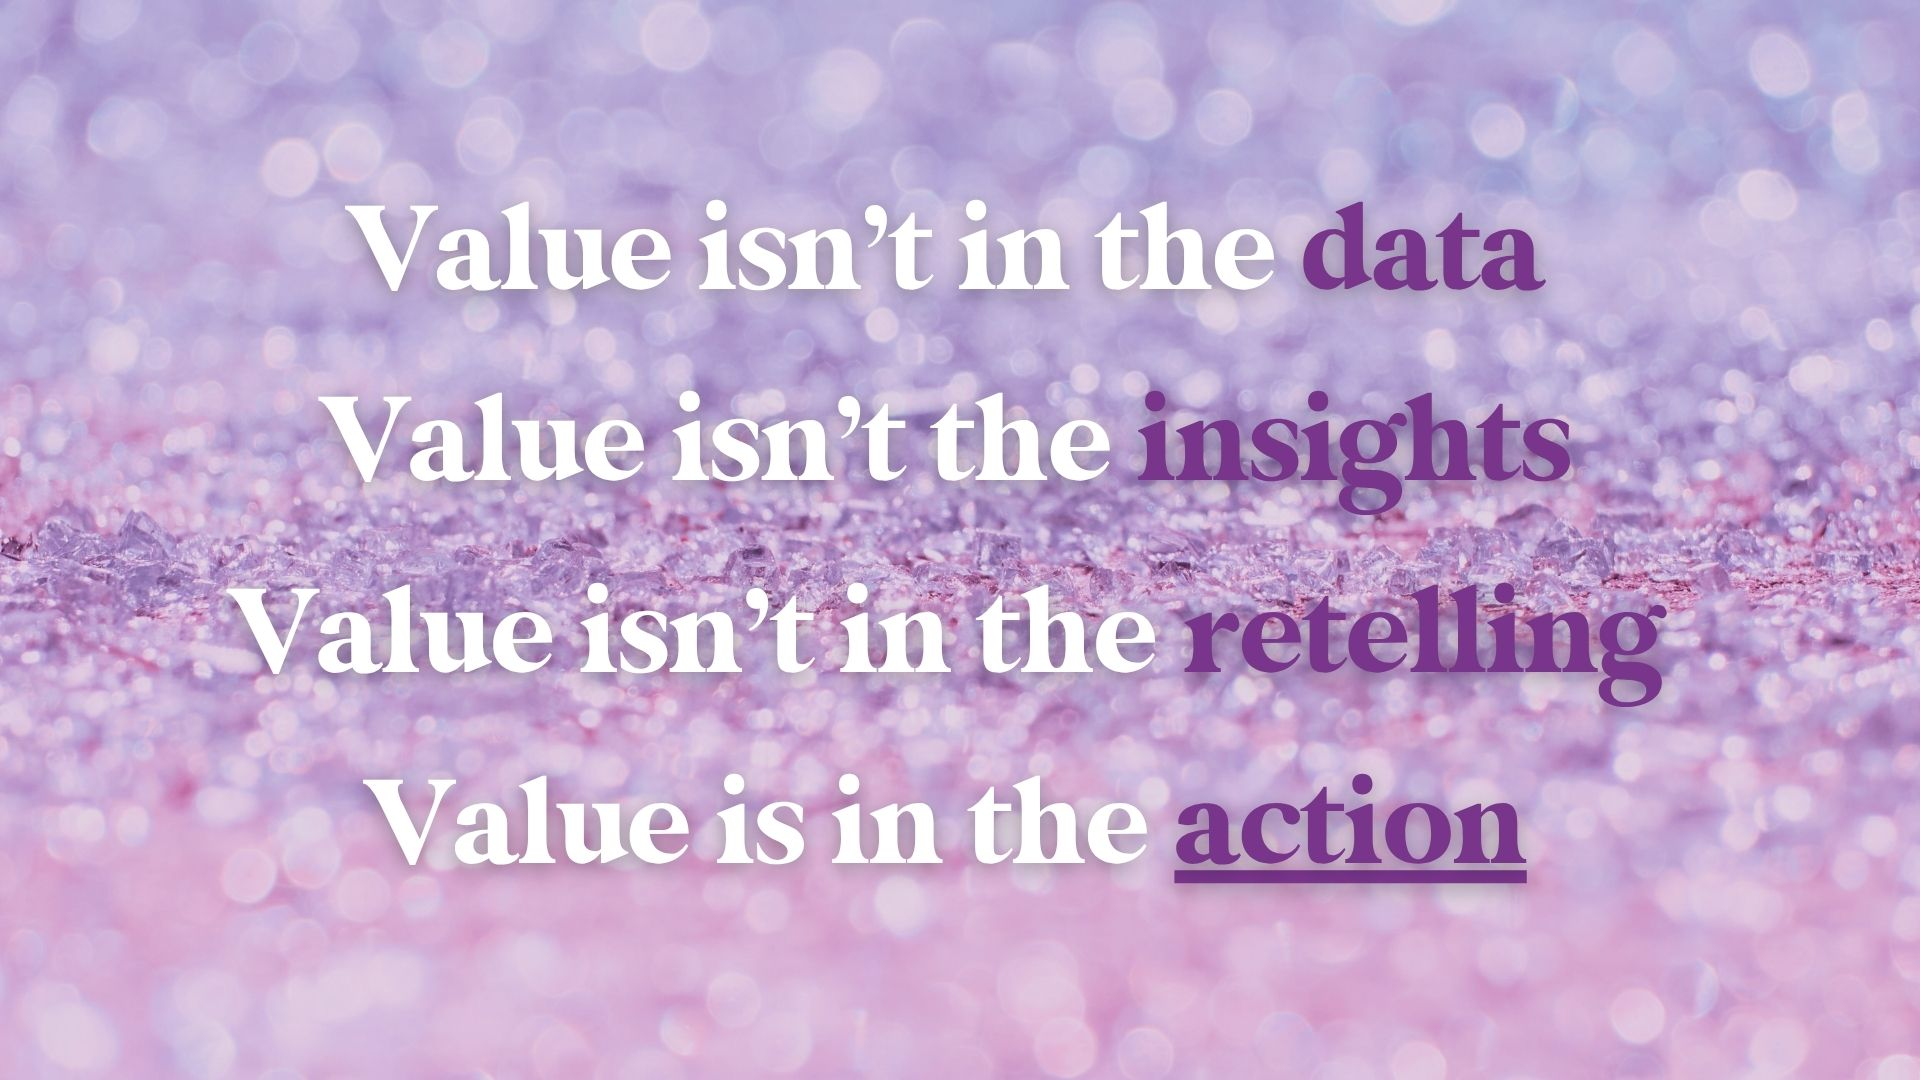 Value isn’t in the data
Value isn’t the insights
Value isn’t in the retelling
Value is in the action